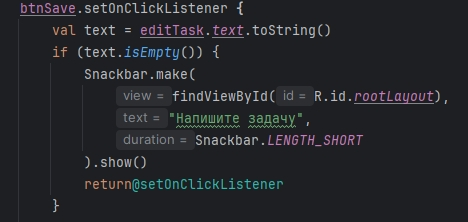 btnSave.setOnClickListener {
val text = editTask.text.toString()
if (text.isEmpty()) {
Snackbar.make(
view = findViewById( id = R.id.rootLayout),
text = "Напишите задачу",
duration = Snackbar.LENGTH_SHORT
).show()
return@setOnClickListener
}